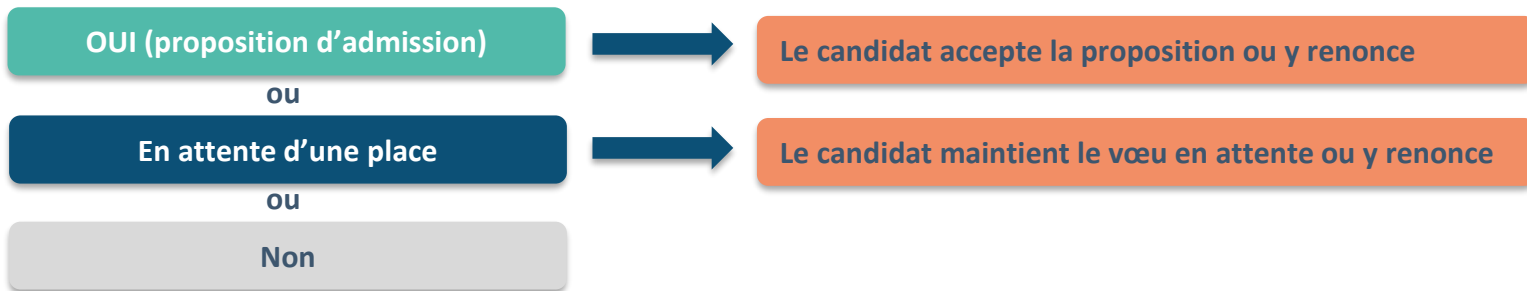 OUI (proposition d’admission)
Le candidat accepte la proposition ou y renonce
ou
En attente d’une place
Le candidat maintient le vœu en attente ou y renonce
ou
Non